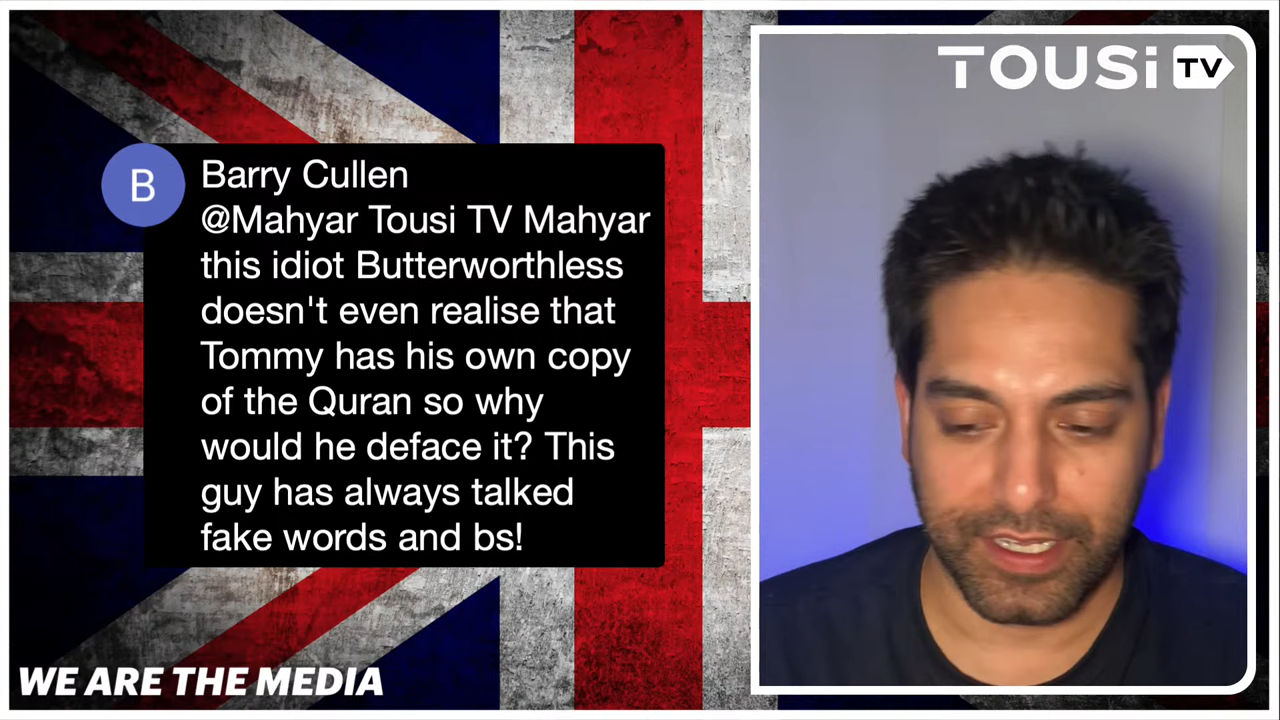 TOUSi TV
B
Barry Cullen
@Mahyar Tousi TV Mahyar
this idiot Butterworthless
doesn't even realise that
Tommy has his own copy
of the Quran so why
would he deface it? This
guy has always talked
fake words and bs!
WE ARE THE MEDIA